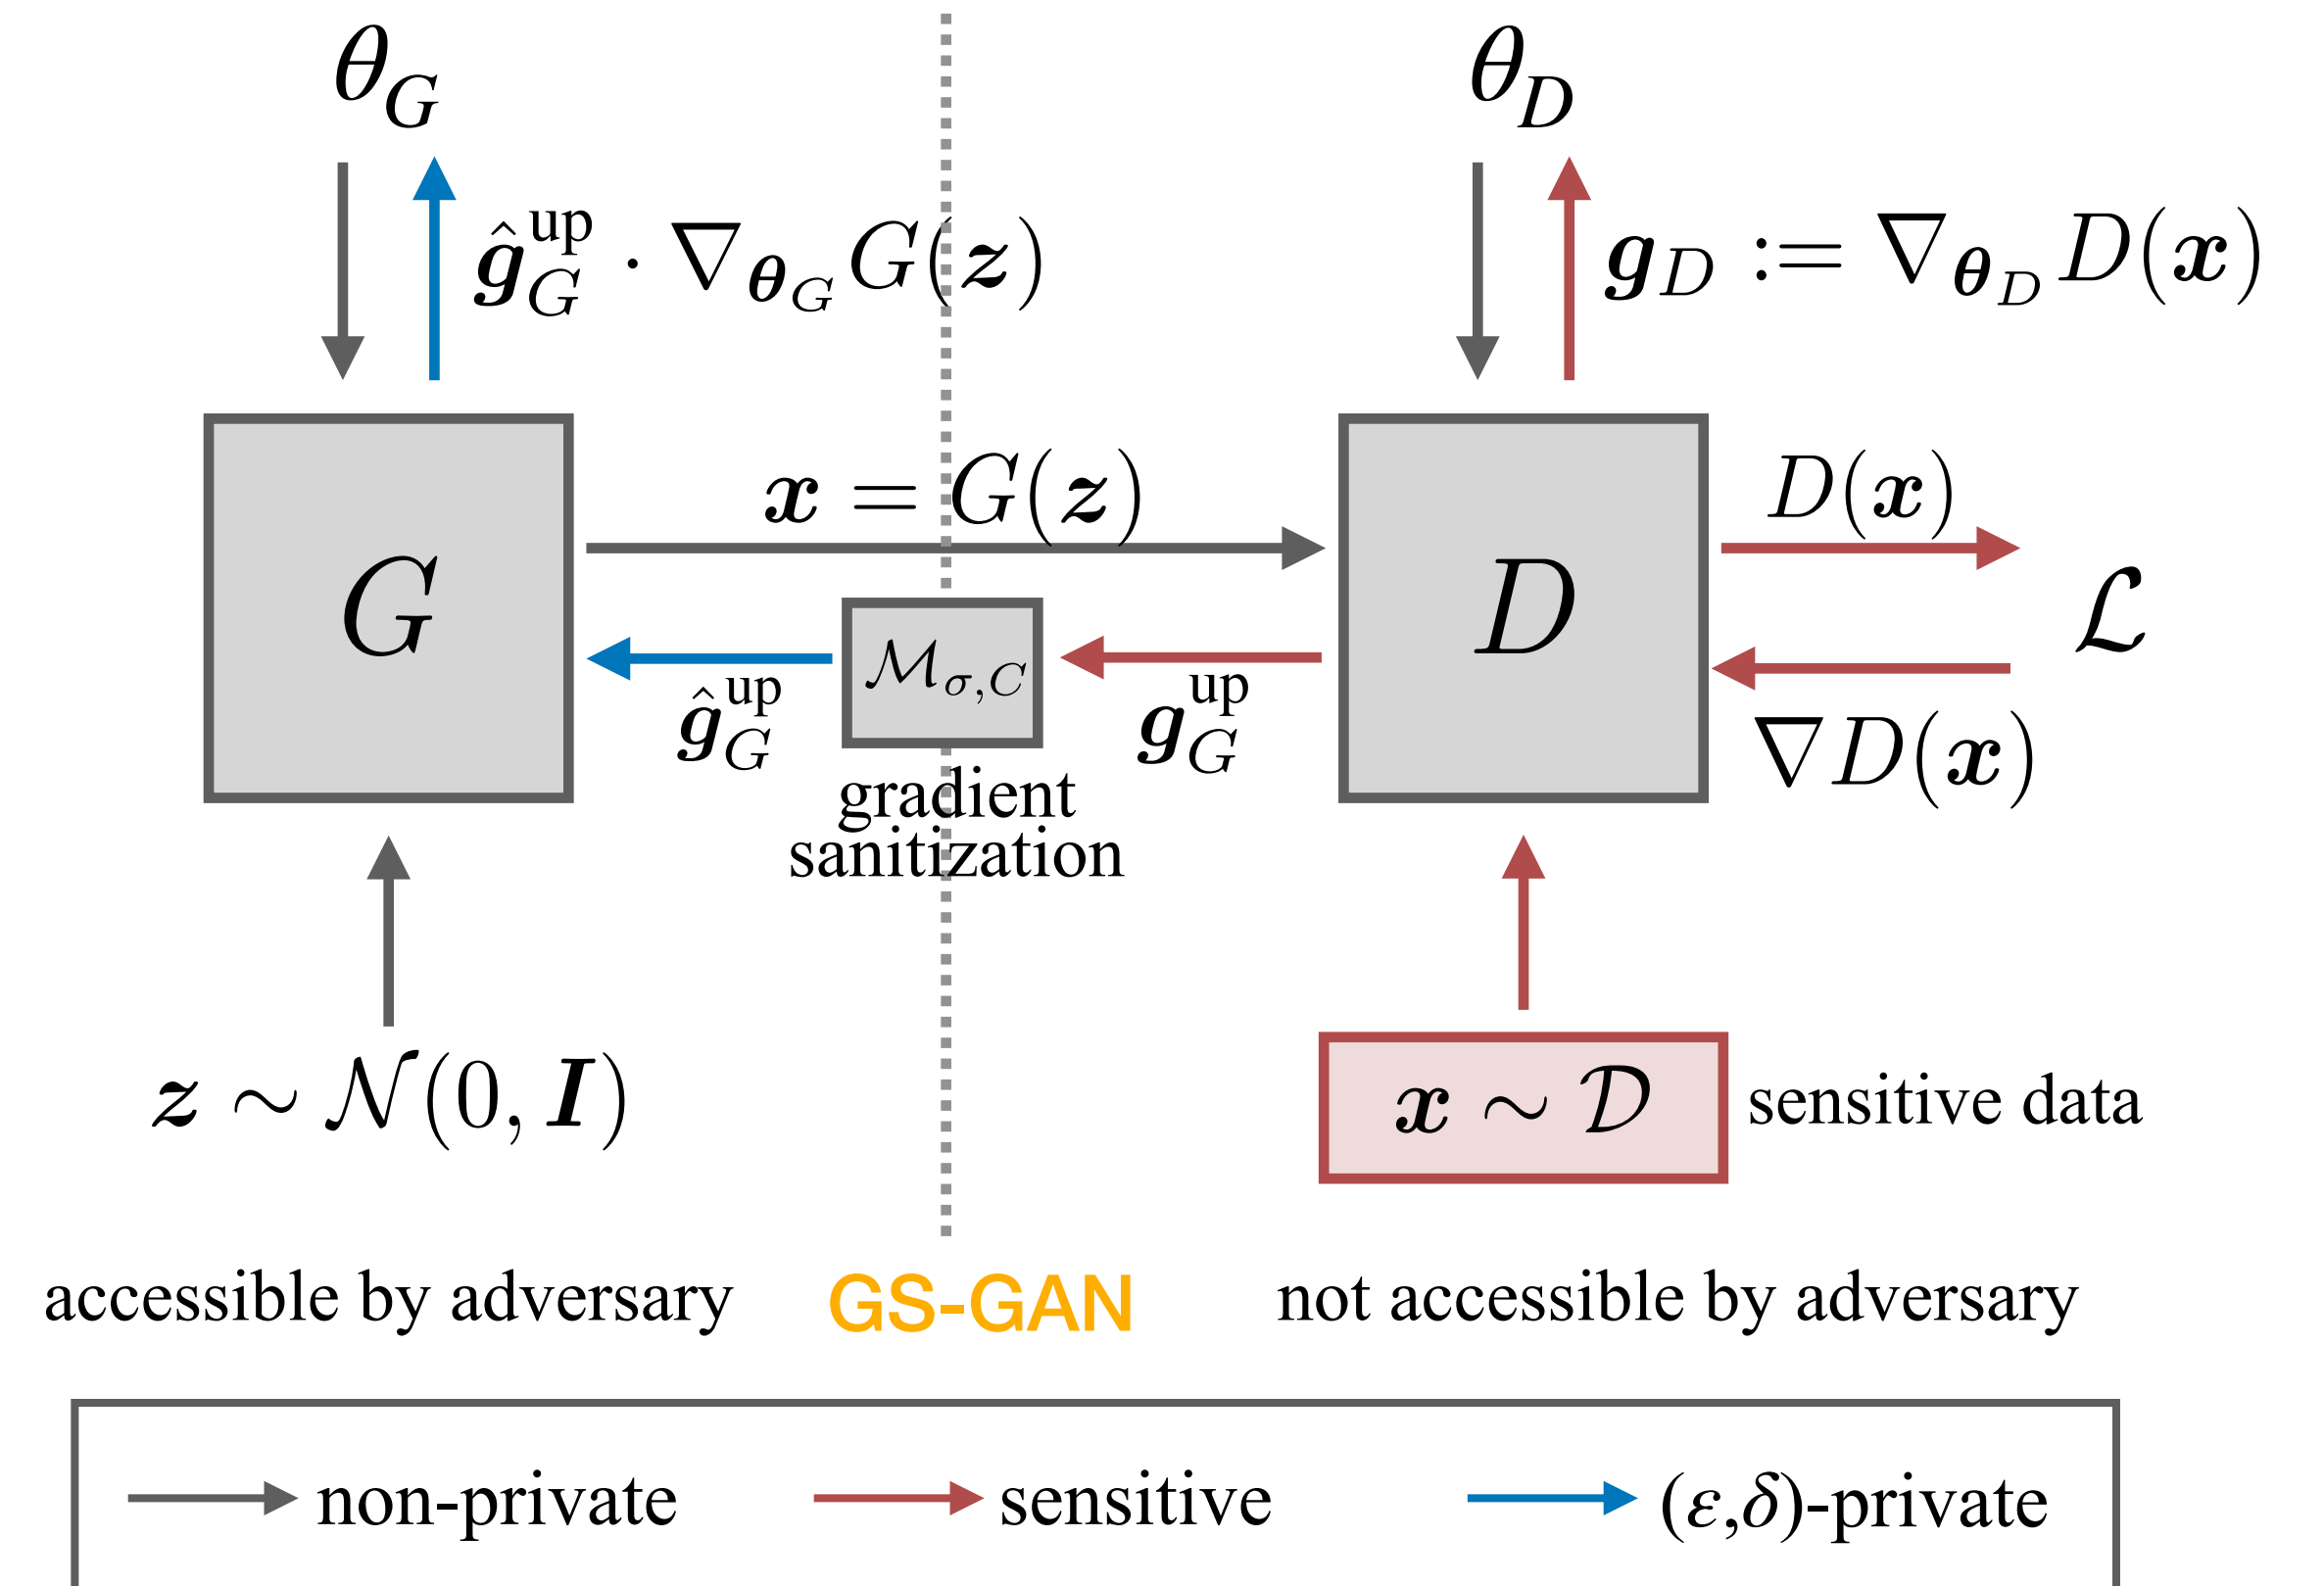 θ_G
θ_D
ĝ_G^up · ∇_{θ_G} G(z)
g_D := ∇_{θ_D} D(x)
x = G(z)
D(x)
G
D
ℒ
ℳ_{σ,C}
ĝ_G^up
g_G^up
∇D(x)
gradient
sanitization
z ∼ 𝒩(0, I)
x ∼ 𝒟
sensitive data
accessible by adversary
GS-GAN
not accessible by adversary
non-private
sensitive
(ε,δ)-private